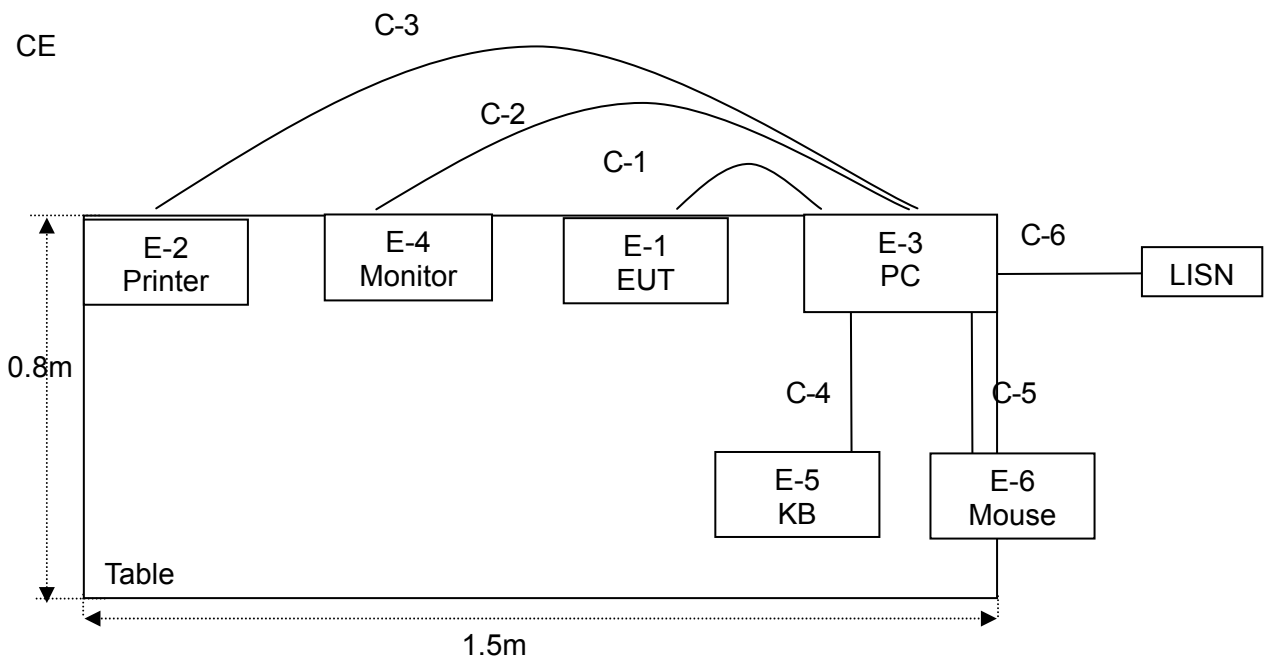 C-3
CE
C-2
C-1
E-2
Printer
E-4
Monitor
E-1
EUT
E-3
PC
C-6
LISN
0.8m
C-4
C-5
E-5
KB
E-6
Mouse
Table
1.5m